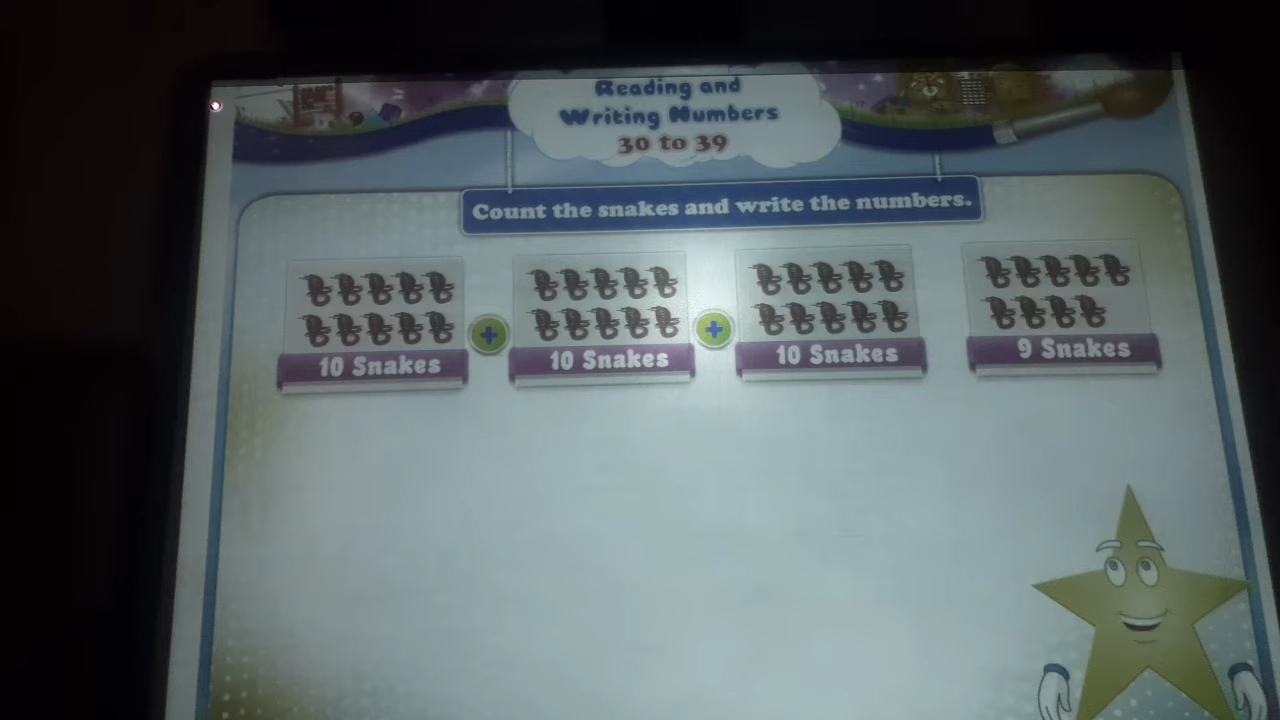 Reading and
Writing Numbers
30 to 39
Count the snakes and write the numbers.
10 Snakes + 10 Snakes + 10 Snakes 9 Snakes